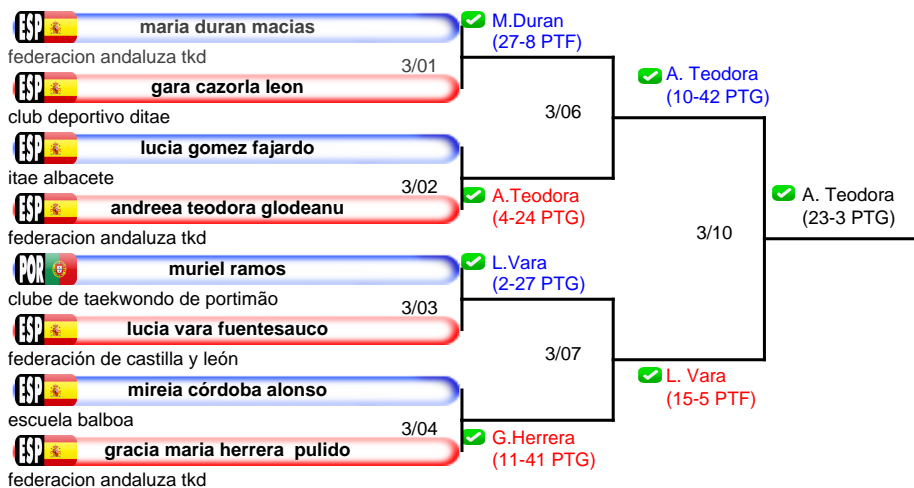 ESP maria duran macias
federacion andaluza tkd
3/01
ESP gara cazorla leon
club deportivo ditae
ESP lucia gomez fajardo
itae albacete
3/02
ESP andreea teodora glodeanu
federacion andaluza tkd
POR muriel ramos
clube de taekwondo de portimão
3/03
ESP lucia vara fuentesauco
federación de castilla y león
ESP mireia córdoba alonso
escuela balboa
3/04
ESP gracia maria herrera pulido
federacion andaluza tkd
M.Duran
(27-8 PTF)
3/06
A.Teodora
(4-24 PTG)
L.Vara
(2-27 PTG)
3/07
G.Herrera
(11-41 PTG)
A. Teodora
(10-42 PTG)
3/10
L. Vara
(15-5 PTF)
A. Teodora
(23-3 PTG)